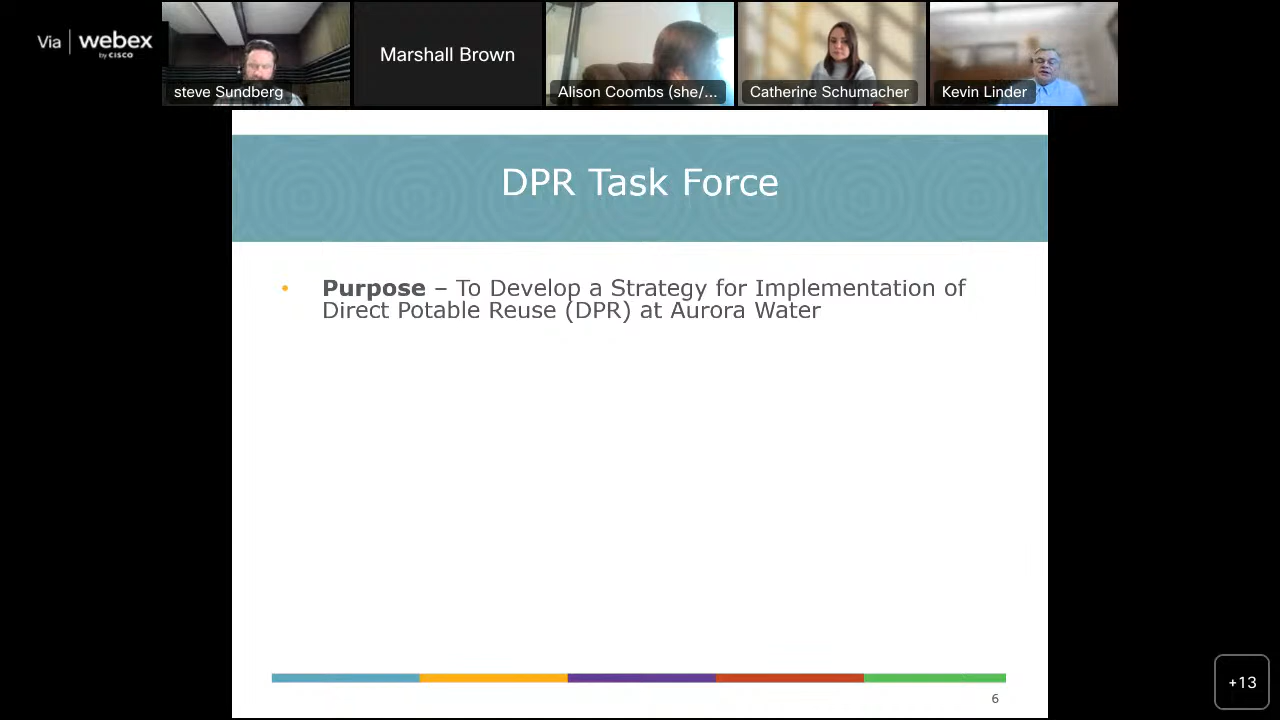 Via webex
by CISCO
steve Sundberg
Marshall Brown
Alison Coombs (she/...
Catherine Schumacher
Kevin Linder
DPR Task Force
• Purpose – To Develop a Strategy for Implementation of
Direct Potable Reuse (DPR) at Aurora Water
6
+13